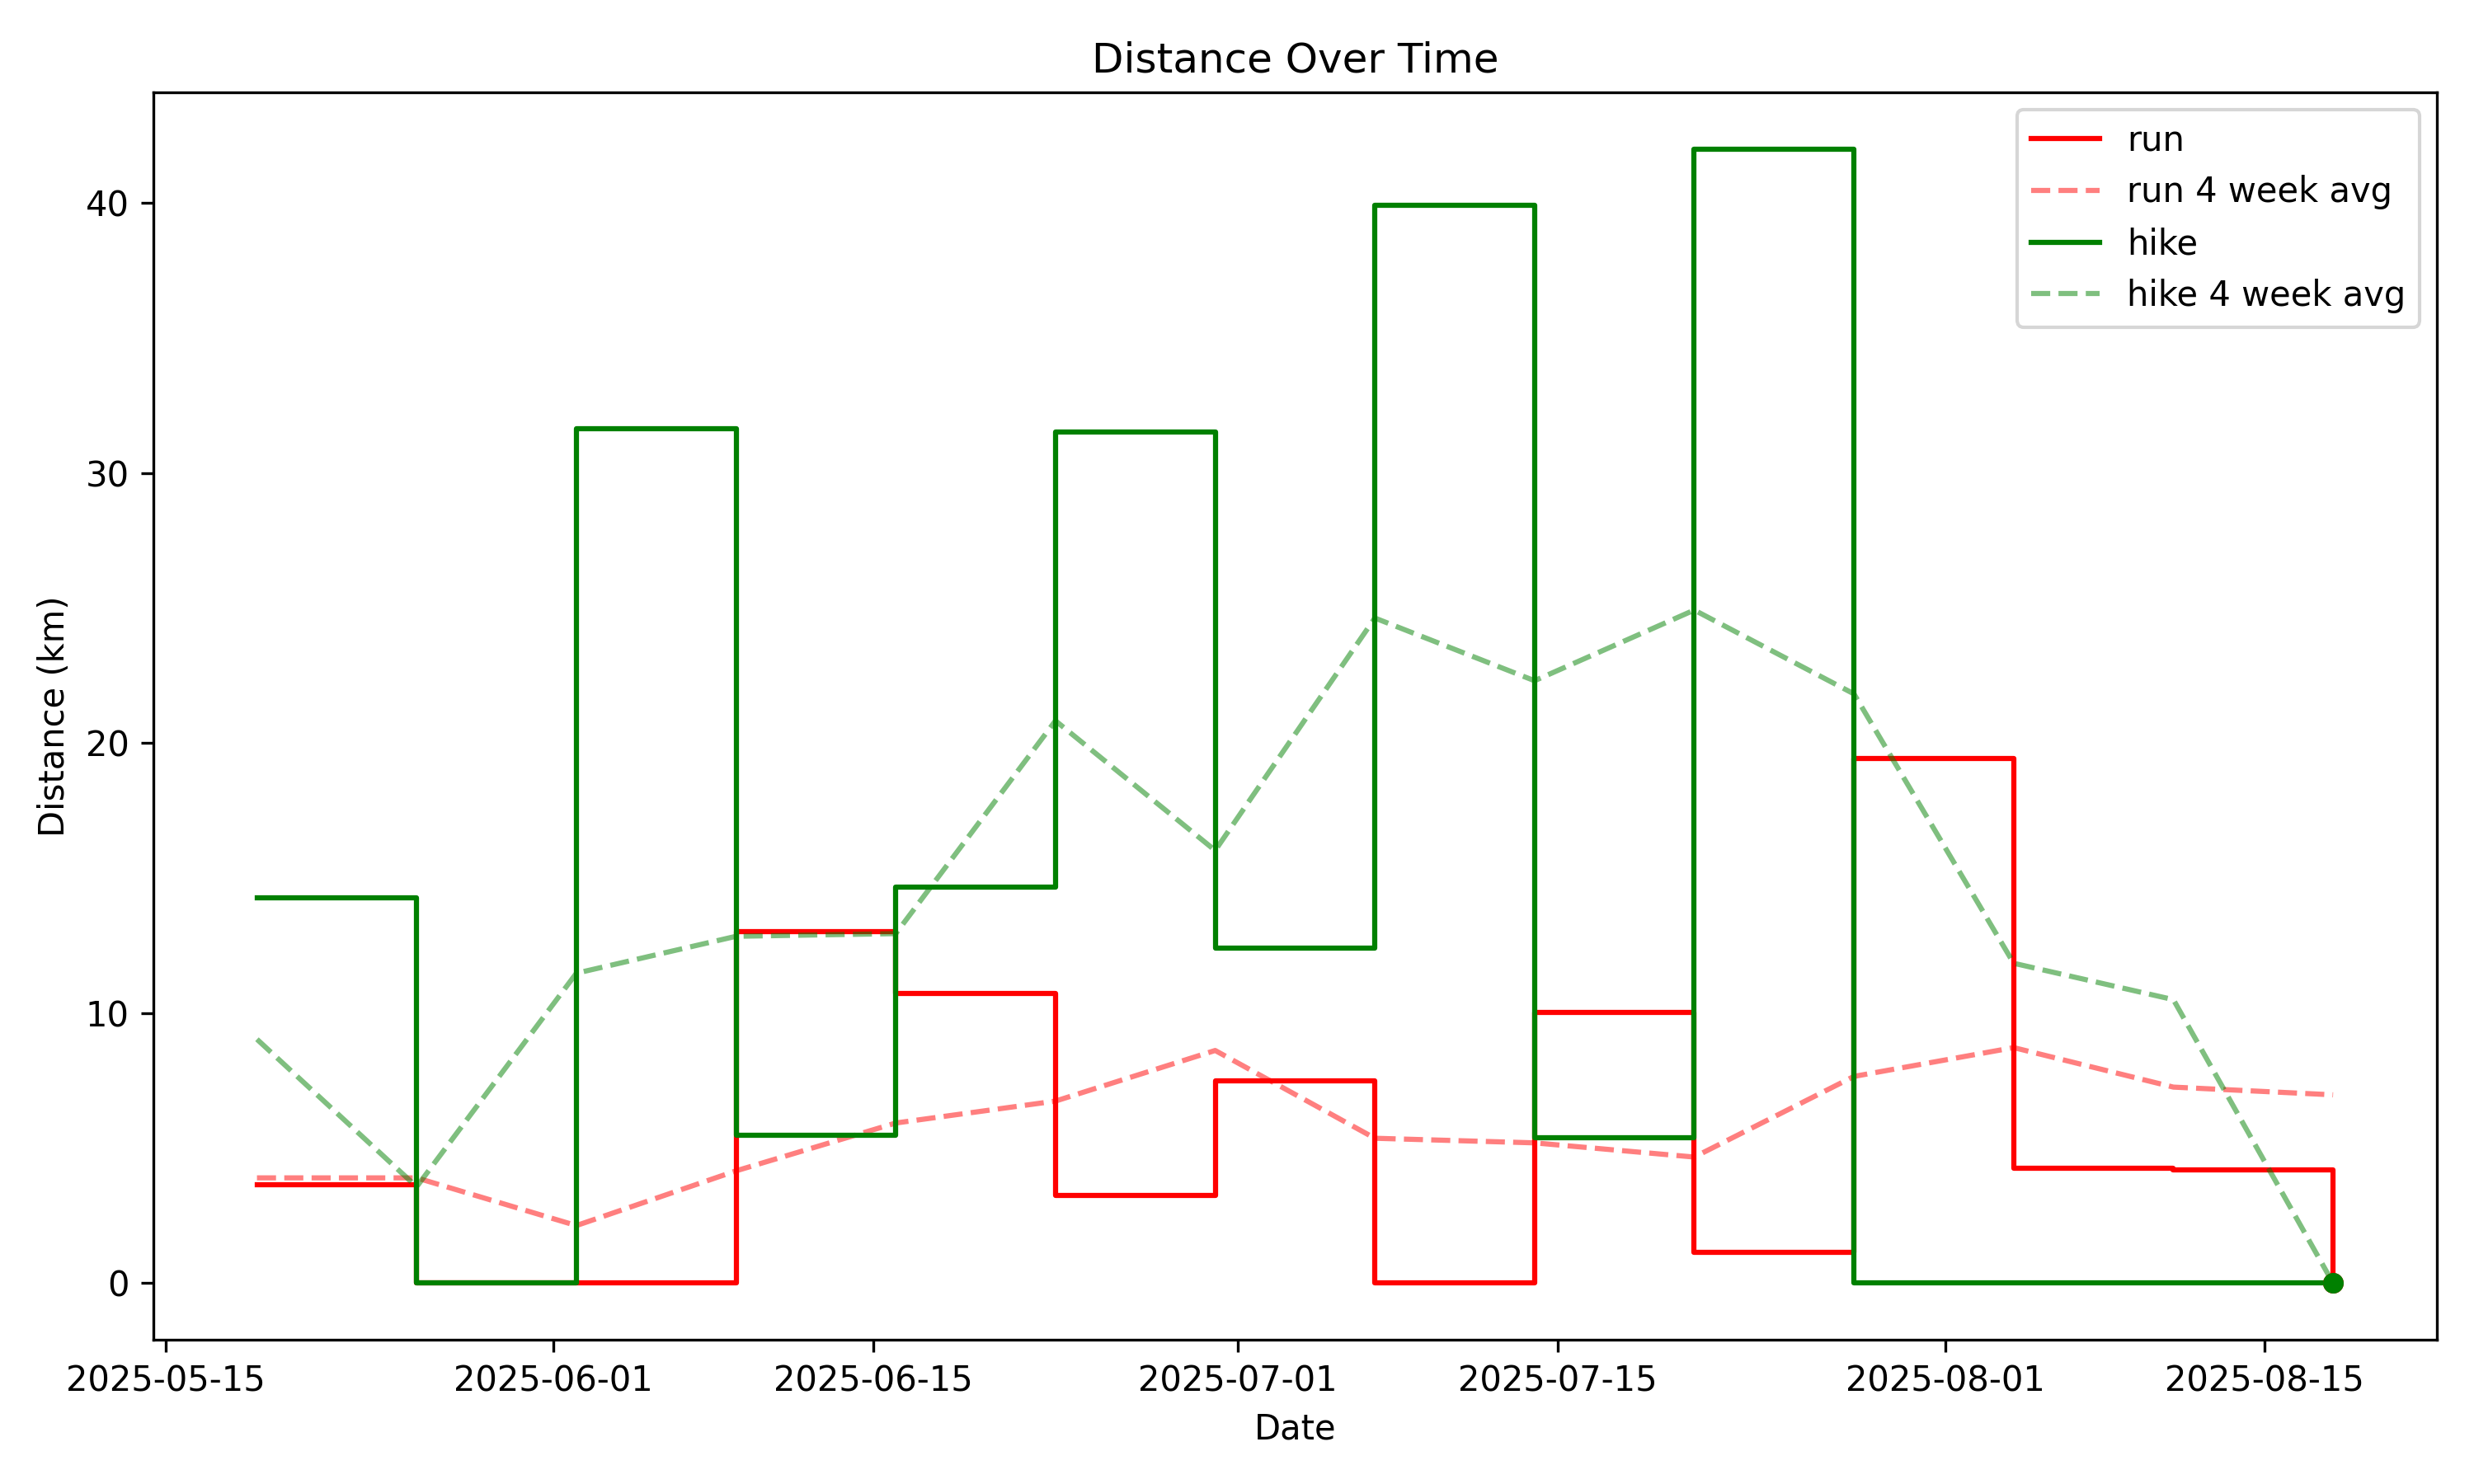 Distance Over Time
run
run 4 week avg
hike
hike 4 week avg
Distance (km)
40
30
20
10
0
2025-05-15 2025-06-01 2025-06-15 2025-07-01 2025-07-15 2025-08-01 2025-08-15
Date